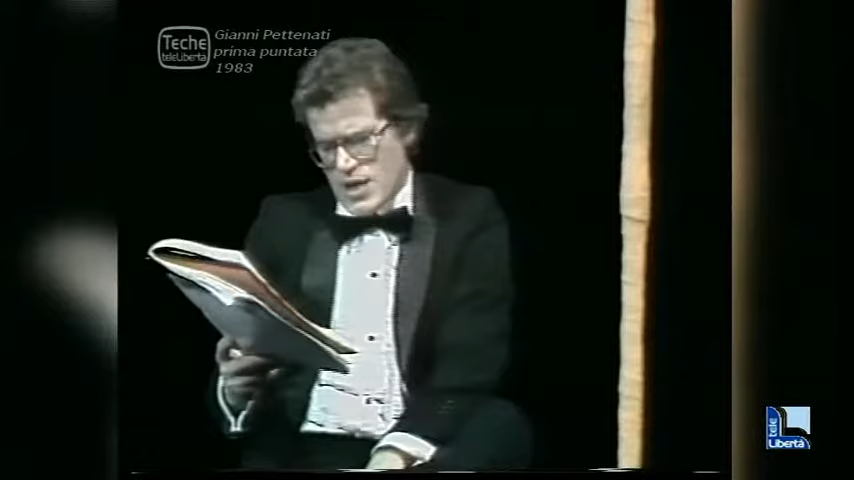 Teche
teleLibertà
Gianni Pettenati
prima puntata
1983
tele
Libertà